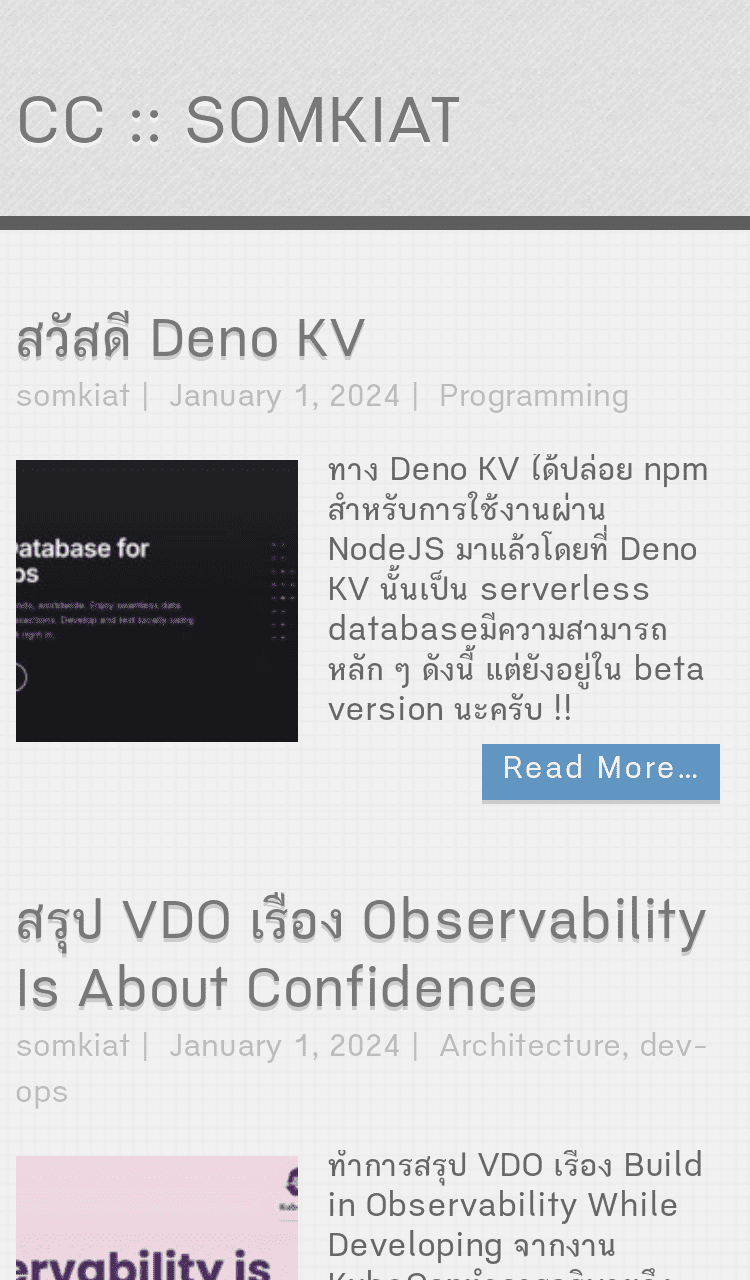 CC :: SOMKIAT
สวัสดี Deno KV
somkiat | January 1, 2024 | Programming
ทาง Deno KV ได้ปล่อย npm
สำหรับการใช้งานผ่าน
NodeJS มาแล้วโดยที่ Deno
KV นั้นเป็น serverless
databaseมีความสามารถ
หลัก ๆ ดังนี้ แต่ยังอยู่ใน beta
version นะครับ !!
atabase for
ps
Read More...
สรุป VDO เรื่อง Observability
Is About Confidence
somkiat | January 1, 2024 | Architecture, dev-
ops
ทำการสรุป VDO เรื่อง Build
in Observability While
Developing จากงาน
ervability is